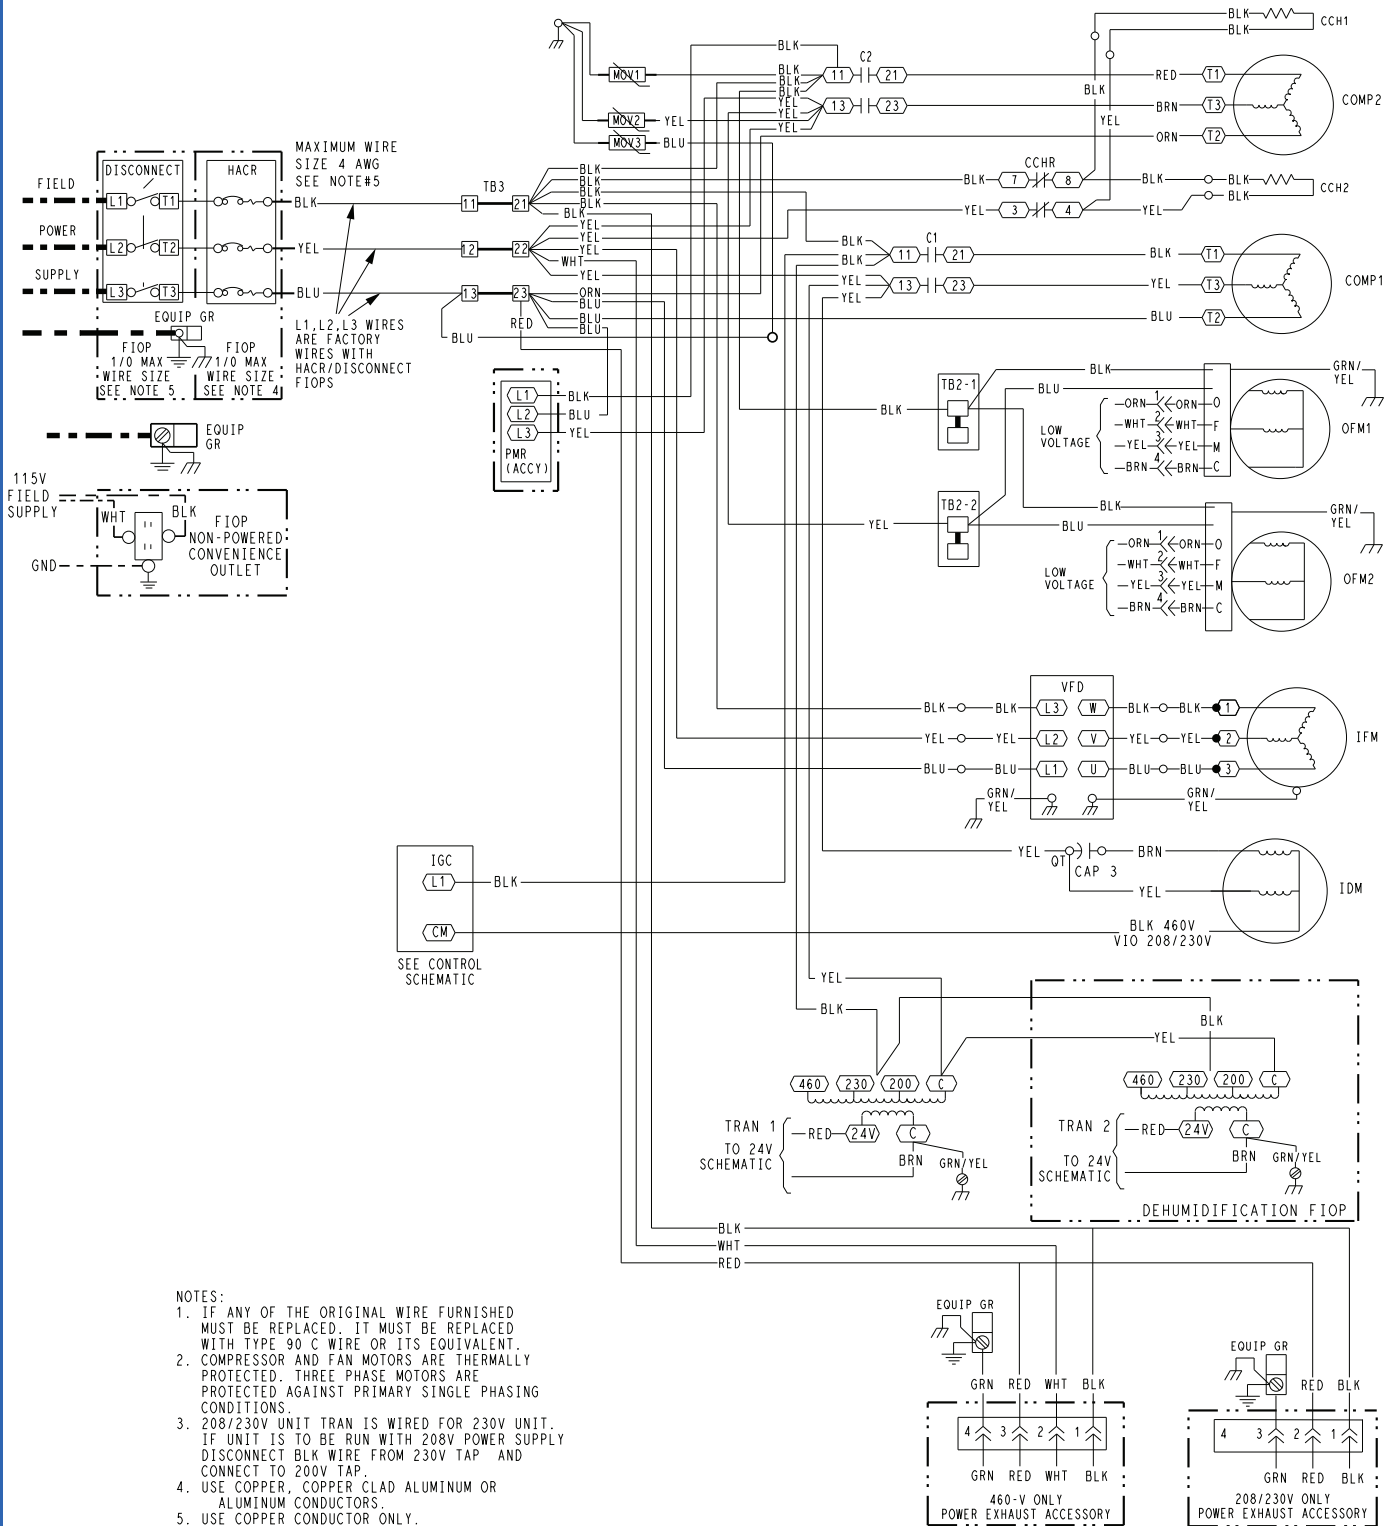 BLK
BLK
CCH1
BLK
C2
MOV1
BLK
BLK
BLK
11
21
RED
T1
BLK
COMP2
YEL
YEL
YEL
13
23
BRN
T3
MOV2
YEL
YEL
MOV3
BLU
ORN
T2
DISCONNECT
HACR
MAXIMUM WIRE
SIZE 4 AWG
SEE NOTE#5
FIELD
L1
T1
BLK
POWER
L2
T2
YEL
SUPPLY
L3
T3
BLU
EQUIP GR
FIOP
1/0 MAX
WIRE SIZE
SEE NOTE 5
FIOP
1/0 MAX
WIRE SIZE
SEE NOTE 4
L1,L2,L3 WIRES
ARE FACTORY
WIRES WITH
HACR/DISCONNECT
FIOPS
TB3
11
21
12
22
13
23
BLK
BLK
BLK
BLK
BLK
YEL
YEL
YEL
WHT
YEL
ORN
BLU
BLU
BLU
RED
BLU
CCHR
BLK
7
8
BLK
BLK
BLK
CCH2
YEL
3
4
YEL
C1
BLK
BLK
11
21
BLK
T1
YEL
YEL
13
23
YEL
T3
COMP1
BLU
T2
L1
BLK
L2
BLU
L3
YEL
PMR
(ACCY)
EQUIP
GR
115V
FIELD
SUPPLY
WHT
BLK
GND
FIOP
NON-POWERED
CONVENIENCE
OUTLET
BLK
TB2-1
BLK
BLU
GRN/
YEL
LOW
VOLTAGE
ORN
1
ORN
O
WHT
2
WHT
F
YEL
3
YEL
M
BRN
4
BRN
C
OFM1
YEL
TB2-2
BLK
BLU
GRN/
YEL
LOW
VOLTAGE
ORN
1
ORN
O
WHT
2
WHT
F
YEL
3
YEL
M
BRN
4
BRN
C
OFM2
VFD
BLK
BLK
L3
W
BLK
BLK
1
YEL
YEL
L2
V
YEL
YEL
2
IFM
BLU
BLU
L1
U
BLU
BLU
3
GRN/
YEL
GRN/
YEL
IGC
L1
BLK
CM
SEE CONTROL
SCHEMATIC
YEL
QT
CAP 3
BRN
YEL
IDM
BLK 460V
VIO 208/230V
YEL
BLK
BLK
YEL
460
230
200
C
TRAN 1
RED
24V
C
TO 24V
SCHEMATIC
BRN
GRN/YEL
460
230
200
C
TRAN 2
RED
24V
C
TO 24V
SCHEMATIC
BRN
GRN/YEL
DEHUMIDIFICATION FIOP
BLK
WHT
RED
EQUIP GR
GRN
RED
WHT
BLK
4
3
2
1
GRN
RED
WHT
BLK
460-V ONLY
POWER EXHAUST ACCESSORY
EQUIP GR
RED
BLK
4
3
2
1
GRN
RED
BLK
208/230V ONLY
POWER EXHAUST ACCESSORY
NOTES:
1. IF ANY OF THE ORIGINAL WIRE FURNISHED
MUST BE REPLACED. IT MUST BE REPLACED
WITH TYPE 90 C WIRE OR ITS EQUIVALENT.
2. COMPRESSOR AND FAN MOTORS ARE THERMALLY
PROTECTED. THREE PHASE MOTORS ARE
PROTECTED AGAINST PRIMARY SINGLE PHASING
CONDITIONS.
3. 208/230V UNIT TRAN IS WIRED FOR 230V UNIT.
IF UNIT IS TO BE RUN WITH 208V POWER SUPPLY
DISCONNECT BLK WIRE FROM 230V TAP AND
CONNECT TO 200V TAP.
4. USE COPPER, COPPER CLAD ALUMINUM OR
ALUMINUM CONDUCTORS.
5. USE COPPER CONDUCTOR ONLY.